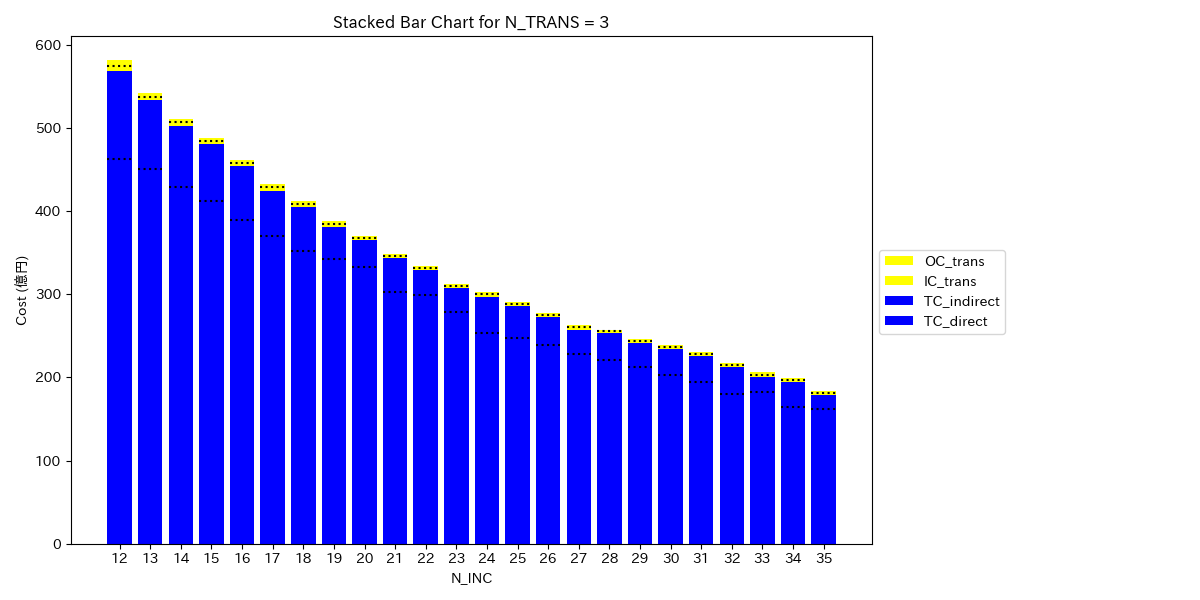 Stacked Bar Chart for N_TRANS = 3
600
500
400
300
200
100
0
Cost (億円)
12 13 14 15 16 17 18 19 20 21 22 23 24 25 26 27 28 29 30 31 32 33 34 35
N_INC
OC_trans
IC_trans
TC_indirect
TC_direct